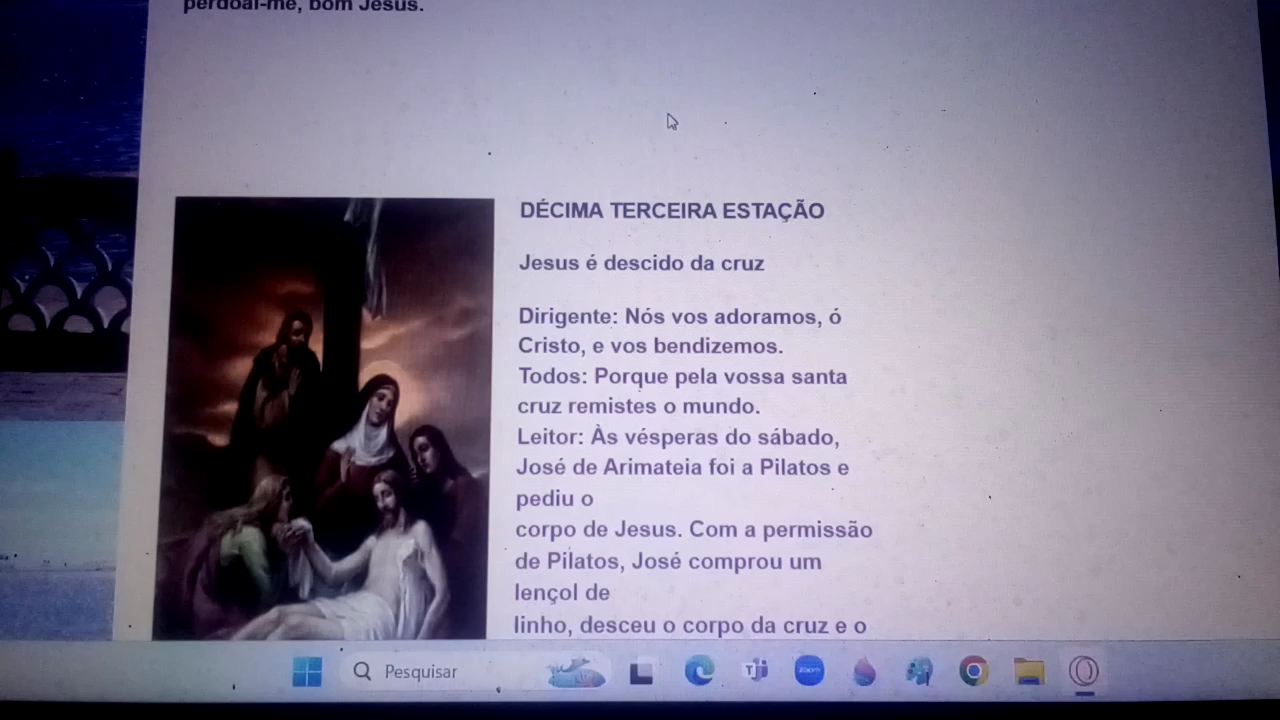 perdoai-me, bom Jesus.
DÉCIMA TERCEIRA ESTAÇÃO
Jesus é descido da cruz
Dirigente: Nós vos adoramos, ó
Cristo, e vos bendizemos.
Todos: Porque pela vossa santa
cruz remistes o mundo.
Leitor: Às vésperas do sábado,
José de Arimateia foi a Pilatos e
pediu o
corpo de Jesus. Com a permissão
de Pilatos, José comprou um
lençol de
linho, desceu o corpo da cruz e o
Pesquisar
zoom